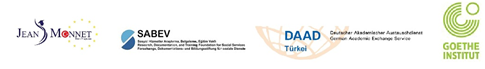 JEAN MONNET
SABEV
Sosyal Hizmetler Araştırma, Belgeleme, Eğitim Vakfı
Research, Documentation, and Training Foundation for Social Services
Forschungs, Dokumentations und Bildungsstiftung für soziale Dienste
DAAD
Türkei
Deutscher Akademischer Austauschdienst
German Academic Exchange Service
GOETHE
INSTITUT